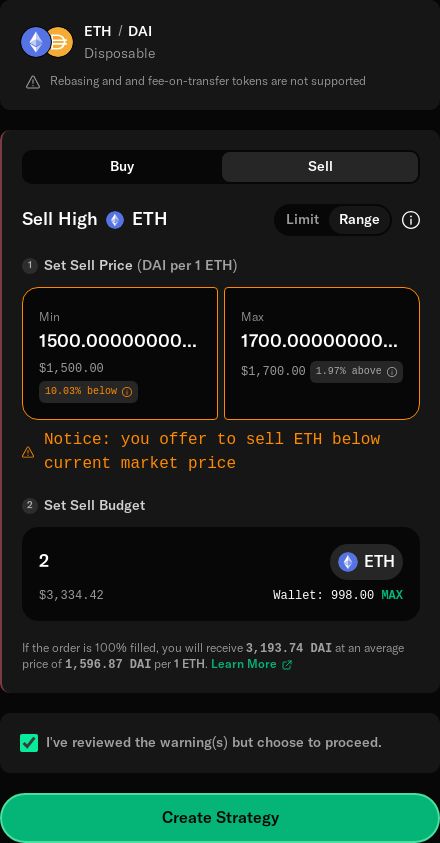 ETH / DAI
Disposable
Rebasing and and fee-on-transfer tokens are not supported
Buy
Sell
Sell High ETH
Limit
Range
1 Set Sell Price (DAI per 1 ETH)
Min
1500.00000000...
$1,500.00
10.03% below
Max
1700.00000000...
$1,700.00
1.97% above
Notice: you offer to sell ETH below
current market price
2 Set Sell Budget
2
ETH
$3,334.42
Wallet: 998.00 MAX
If the order is 100% filled, you will receive 3,193.74 DAI at an average
price of 1,596.87 DAI per 1 ETH. Learn More
I've reviewed the warning(s) but choose to proceed.
Create Strategy